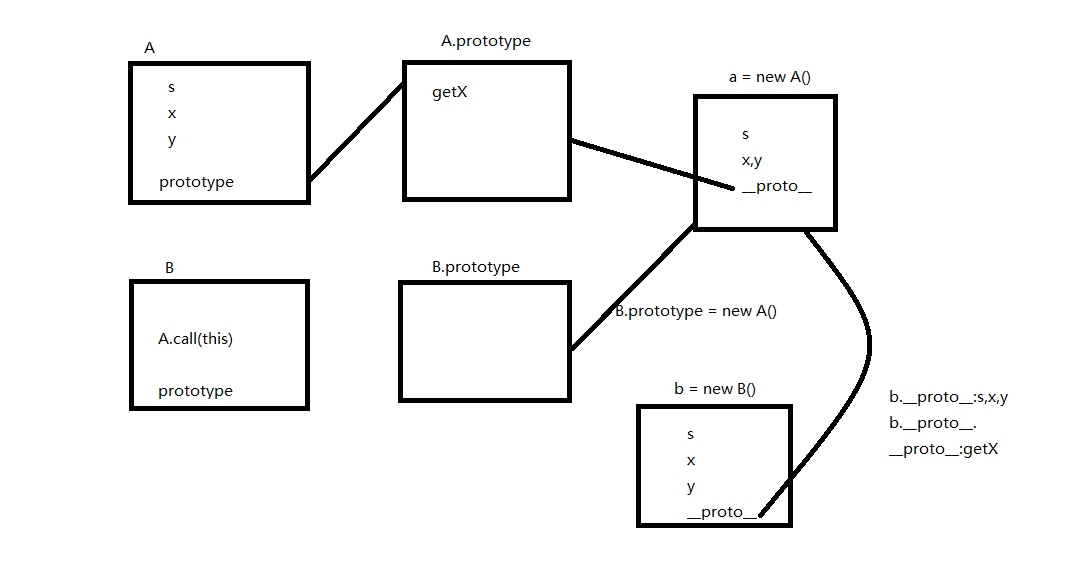 A
s
x
y
prototype
A.prototype
getX
a = new A()
s
x,y
__proto__
B
A.call(this)
prototype
B.prototype
B.prototype = new A()
b = new B()
s
x
y
__proto__
b.__proto__:s,x,y
b.__proto__.
__proto__:getX